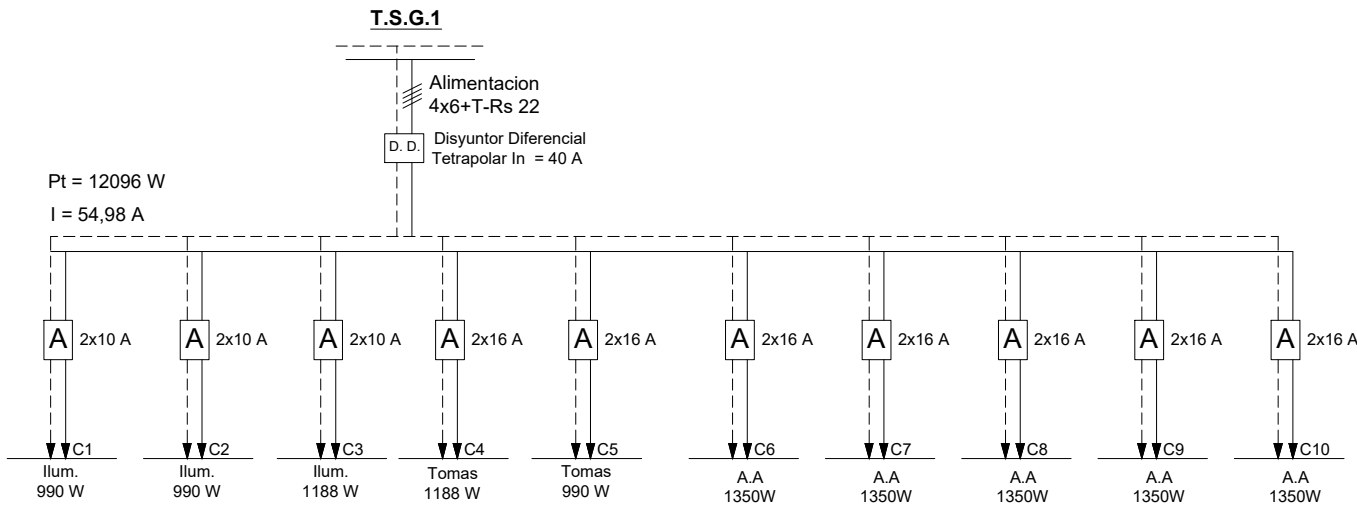 T.S.G.1
Alimentacion
4x6+T-Rs 22
D. D.
Disyuntor Diferencial
Tetrapolar In = 40 A
Pt = 12096 W
I = 54,98 A
A 2x10 A
A 2x10 A
A 2x10 A
A 2x16 A
A 2x16 A
A 2x16 A
A 2x16 A
A 2x16 A
A 2x16 A
A 2x16 A
C1
Ilum.
990 W
C2
Ilum.
990 W
C3
Ilum.
1188 W
C4
Tomas
1188 W
C5
Tomas
990 W
C6
A.A
1350W
C7
A.A
1350W
C8
A.A
1350W
C9
A.A
1350W
C10
A.A
1350W